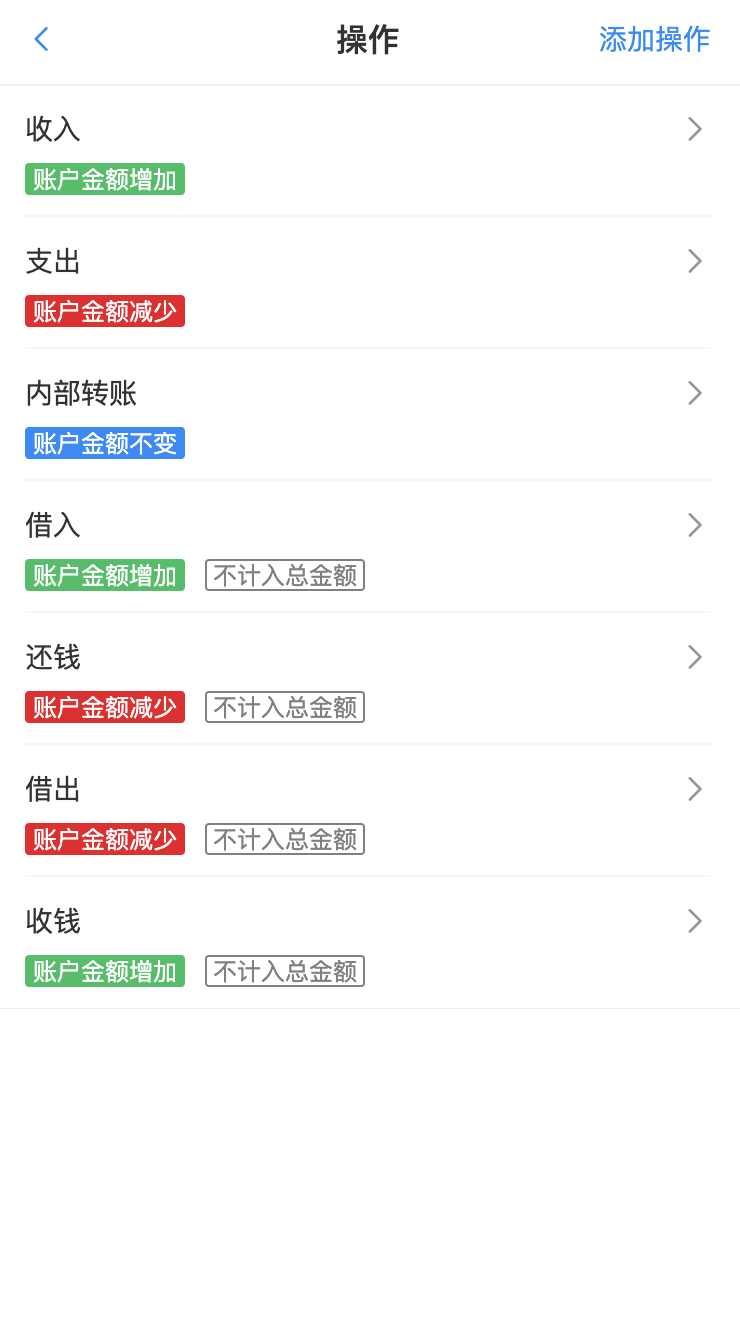 操作
添加操作
收入
账户金额增加
支出
账户金额减少
内部转账
账户金额不变
借入
账户金额增加 不计入总金额
还钱
账户金额减少 不计入总金额
借出
账户金额减少 不计入总金额
收钱
账户金额增加 不计入总金额